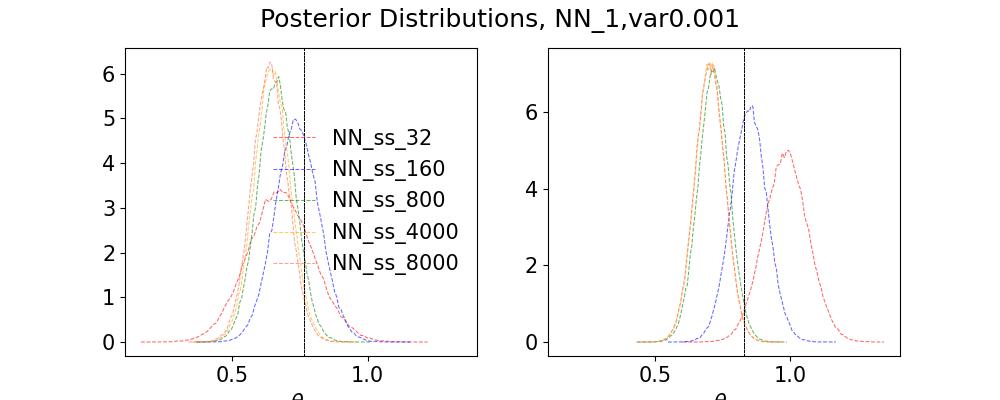 Posterior Distributions, NN_1,var0.001
6
5
4
3
2
1
0
NN_ss_32
NN_ss_160
NN_ss_800
NN_ss_4000
NN_ss_8000
0.5 1.0
θ
6
4
2
0
0.5 1.0
θ